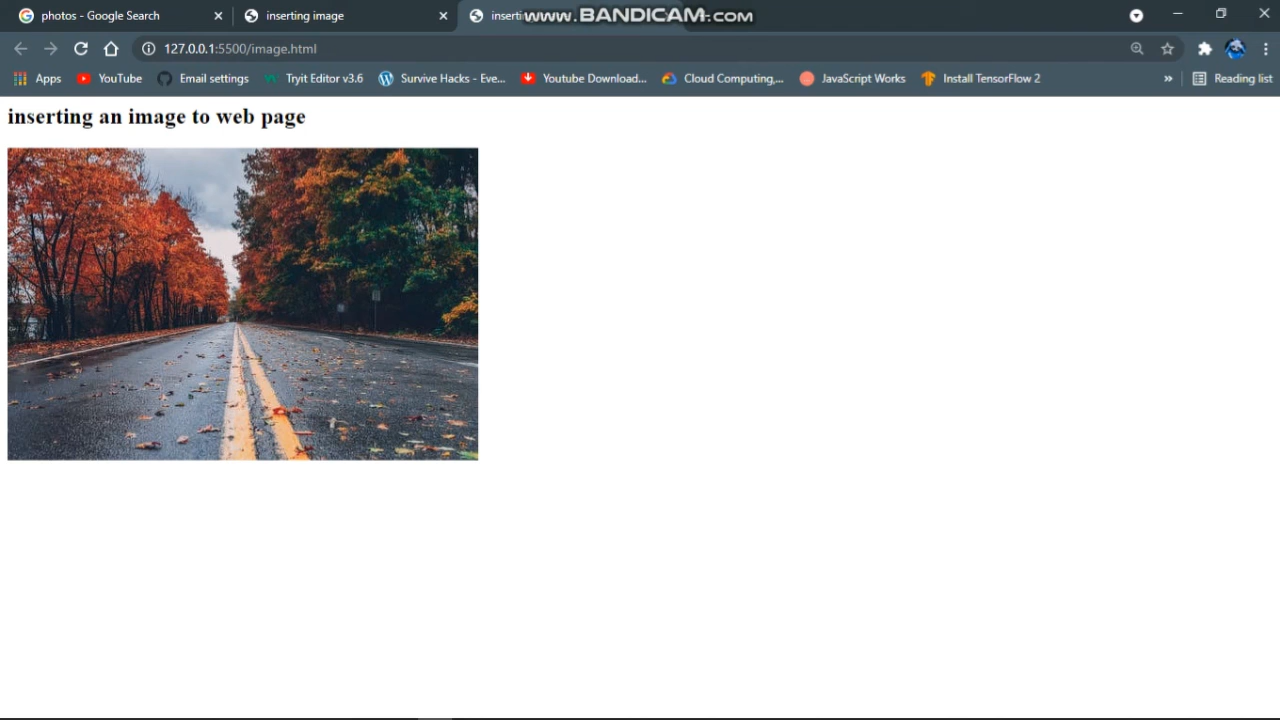 photos - Google Search
inserting image
inserti
www.BANDICAM.COM
127.0.0.1:5500/image.html
Apps
YouTube
Email settings
Tryit Editor v3.6
Survive Hacks - Eve...
Youtube Download...
Cloud Computing,...
JavaScript Works
Install TensorFlow 2
»
Reading list
inserting an image to web page